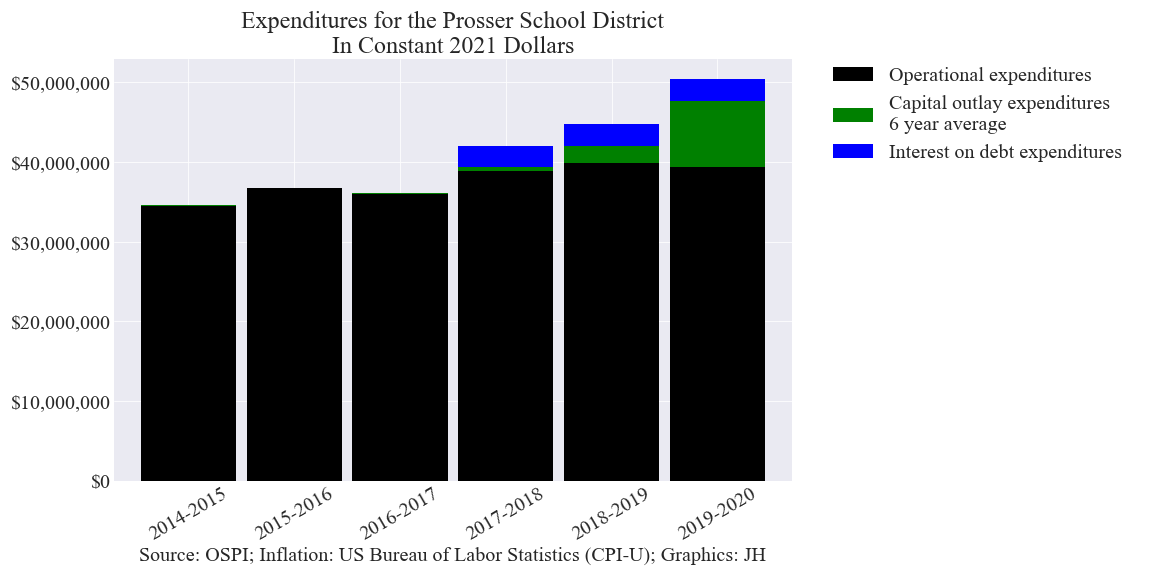 Expenditures for the Prosser School District
In Constant 2021 Dollars
$50,000,000
$40,000,000
$30,000,000
$20,000,000
$10,000,000
$0
2014-2015
2015-2016
2016-2017
2017-2018
2018-2019
2019-2020
Source: OSPI; Inflation: US Bureau of Labor Statistics (CPI-U); Graphics: JH
Operational expenditures
Capital outlay expenditures
6 year average
Interest on debt expenditures